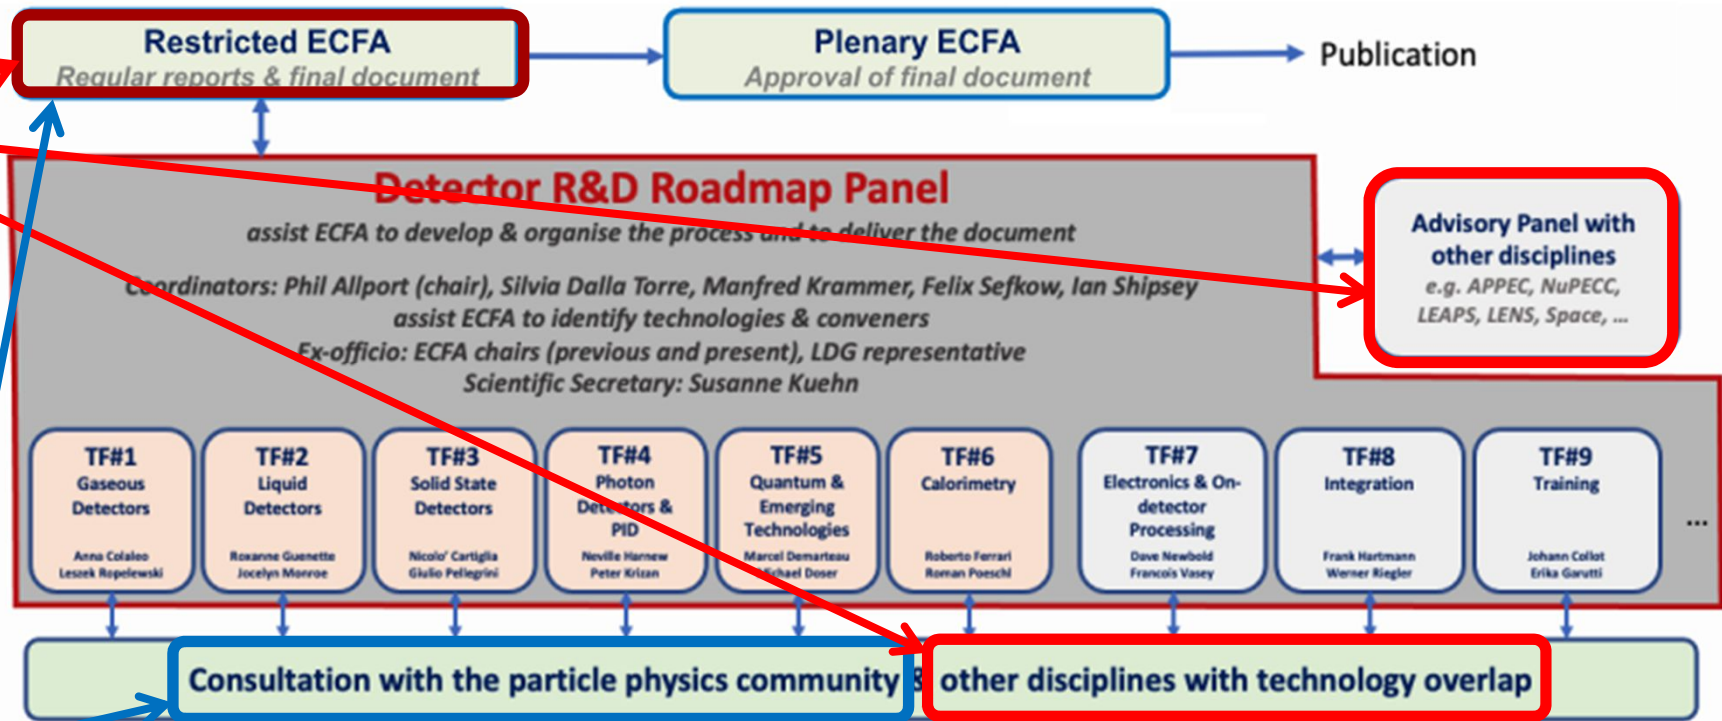 Restricted ECFA
Regular reports & final document
Plenary ECFA
Approval of final document
Publication
Detector R&D Roadmap Panel
assist ECFA to develop & organise the process and to deliver the document
Coordinators: Phil Allport (chair), Silvia Dalla Torre, Manfred Krammer, Felix Sefkow, Ian Shipsey
assist ECFA to identify technologies & conveners
Ex-officio: ECFA chairs (previous and present), LDG representative
Scientific Secretary: Susanne Kuehn
Advisory Panel with
other disciplines
e.g. APPEC, NuPECC,
LEAPS, LENS, Space, ...
TF#1
Gaseous
Detectors
Anna Colaleo
Leszek Ropelewski
TF#2
Liquid
Detectors
Roxanne Guenette
Jocelyn Monroe
TF#3
Solid State
Detectors
Nicolo' Cartiglia
Giulio Pellegrini
TF#4
Photon
Detectors &
PID
Neville Harnew
Peter Krizan
TF#5
Quantum &
Emerging
Technologies
Marcel Demarteau
Michael Doser
TF#6
Calorimetry
Roberto Ferrari
Roman Poeschl
TF#7
Electronics & On-
detector
Processing
Dave Newbold
Francois Vasey
TF#8
Integration
Frank Hartmann
Werner Riegler
TF#9
Training
Johann Collot
Erika Garutti
...
Consultation with the particle physics community & other disciplines with technology overlap